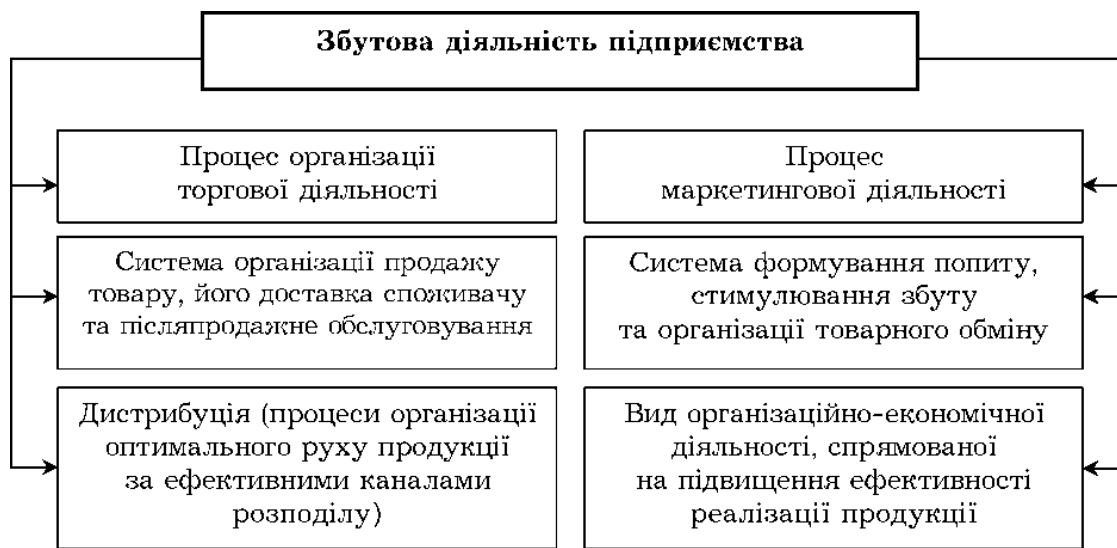 Збутова діяльність підприємства
Процес організації
торгової діяльності
Процес
маркетингової діяльності
Система організації продажу
товару, його доставка споживачу
та післяпродажне обслуговування
Система формування попиту,
стимулювання збуту
та організації товарного обміну
Дистрибуція (процеси організації
оптимального руху продукції
за ефективними каналами
розподілу)
Вид організаційно-економічної
діяльності, спрямованої
на підвищення ефективності
реалізації продукції